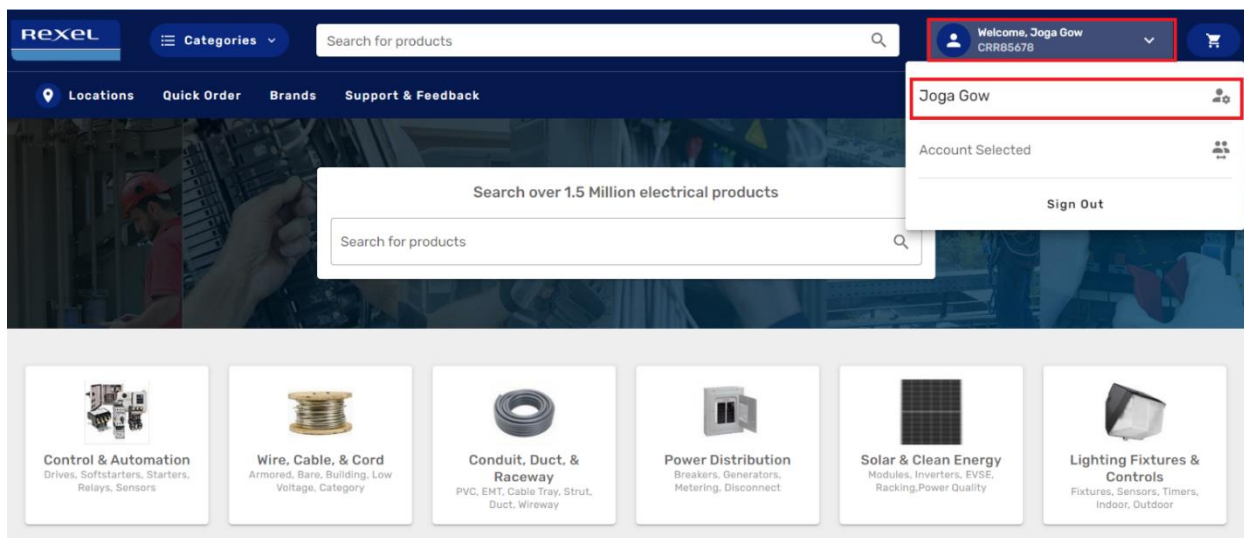 Rexel
Categories
Search for products
Welcome, Joga Gow
CRR85678
Locations
Quick Order
Brands
Support & Feedback
Joga Gow
Account Selected
Sign Out
Search over 1.5 Million electrical products
Search for products
Control & Automation
Drives, Softstarters, Starters,
Relays, Sensors
Wire, Cable, & Cord
Armored, Bare, Building, Low
Voltage, Category
Conduit, Duct, &
Raceway
PVC, EMT, Cable Tray, Strut,
Duct, Wireway
Power Distribution
Breakers, Generators,
Metering, Disconnect
Solar & Clean Energy
Modules, Inverters, EVSE,
Racking,Power Quality
Lighting Fixtures &
Controls
Fixtures, Sensors, Timers,
Indoor, Outdoor